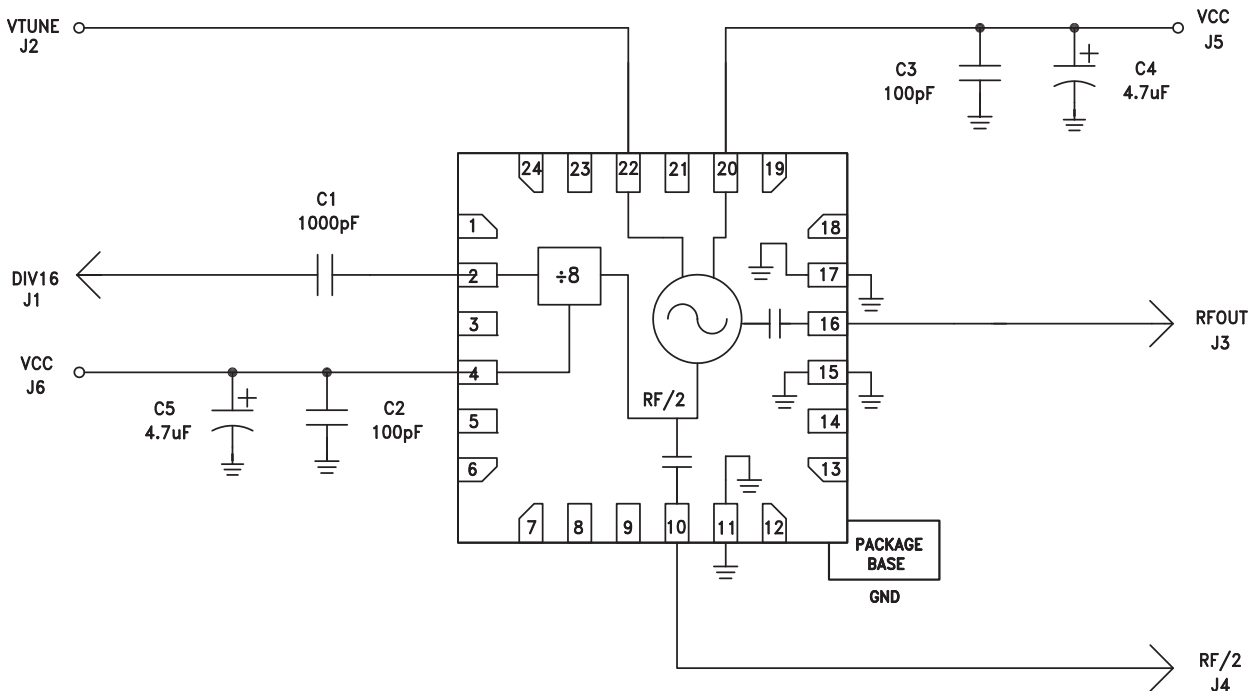 VTUNE
J2
VCC
J5
C3
100pF
C4
4.7uF
24
23
22
21
20
19
C1
1000pF
1
18
DIV16
J1
2
÷8
17
3
16
RFOUT
J3
VCC
J6
4
15
C5
4.7uF
C2
100pF
RF/2
5
14
6
13
7
8
9
10
11
12
PACKAGE
BASE
GND
RF/2
J4